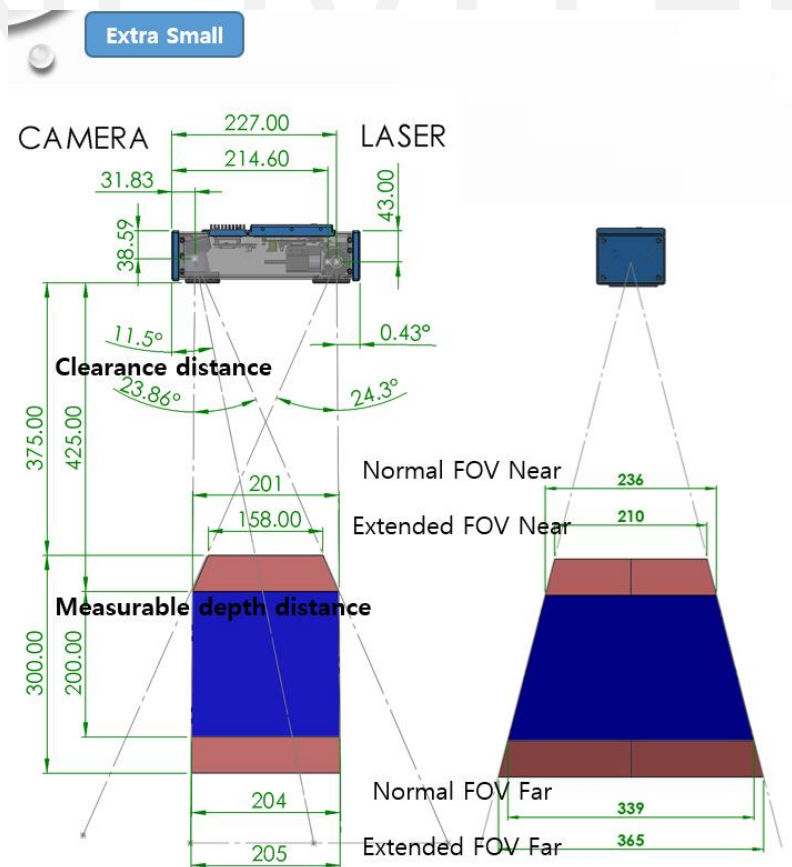 Extra Small
CAMERA
227.00
LASER
214.60
31.83
43.00
38.59
11.5°
0.43°
Clearance distance
23.86°
24.3°
375.00
425.00
Normal FOV Near
201
236
158.00
Extended FOV Near
210
Measurable depth distance
300.00
200.00
Normal FOV Far
204
339
Extended FOV Far
365
205